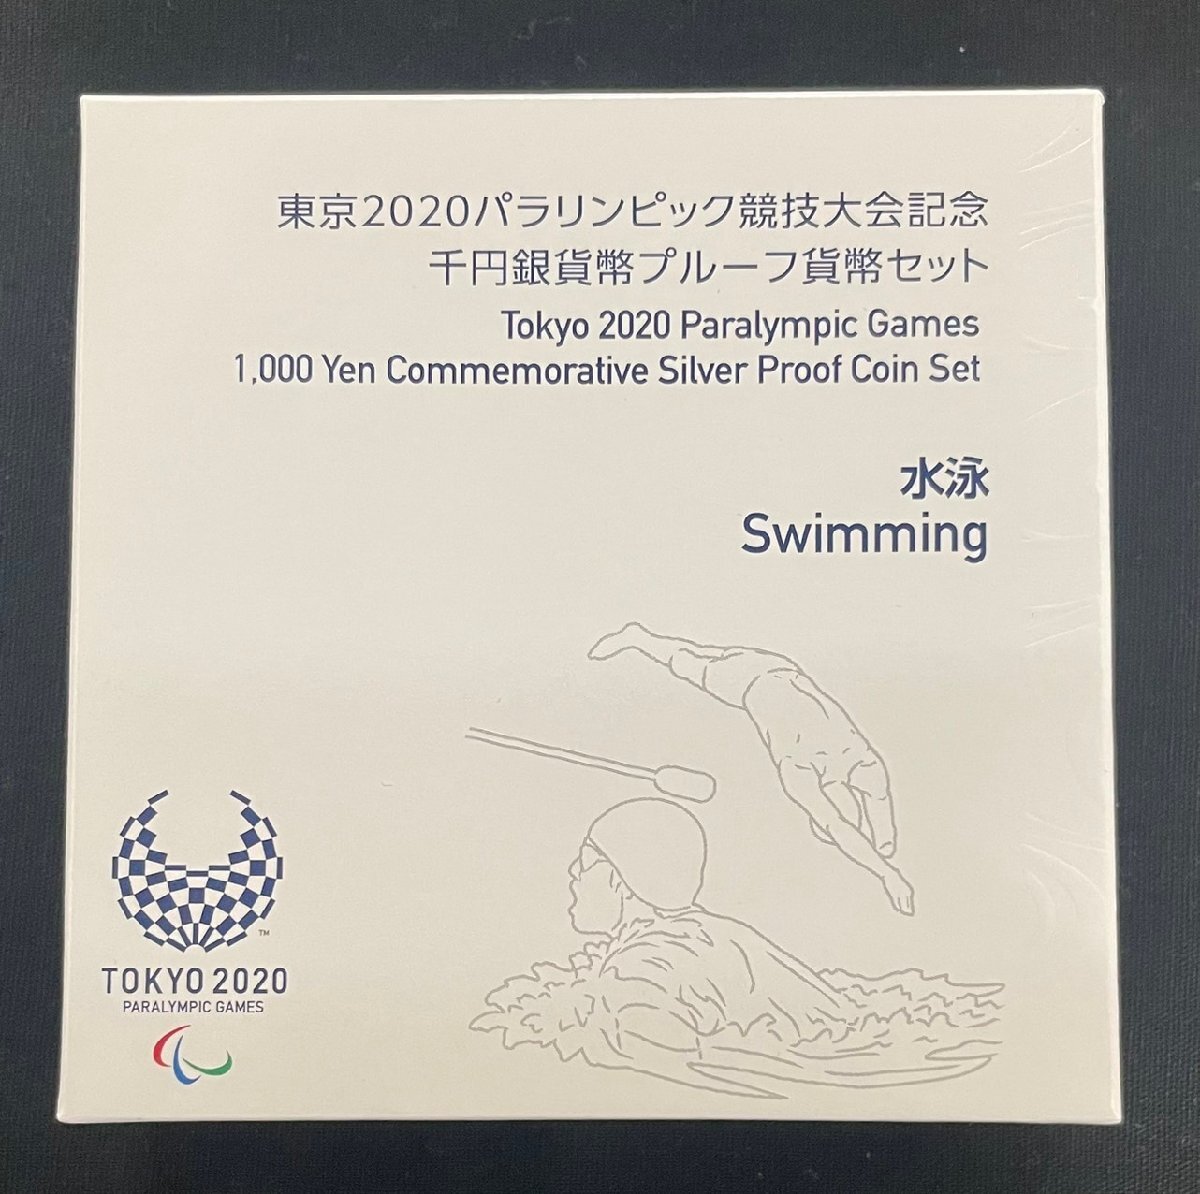 東京2020パラリンピック競技大会記念
千円銀貨幣プルーフ貨幣セット
Tokyo 2020 Paralympic Games
1,000 Yen Commemorative Silver Proof Coin Set
水泳
Swimming
TM
TOKYO 2020
PARALYMPIC GAMES